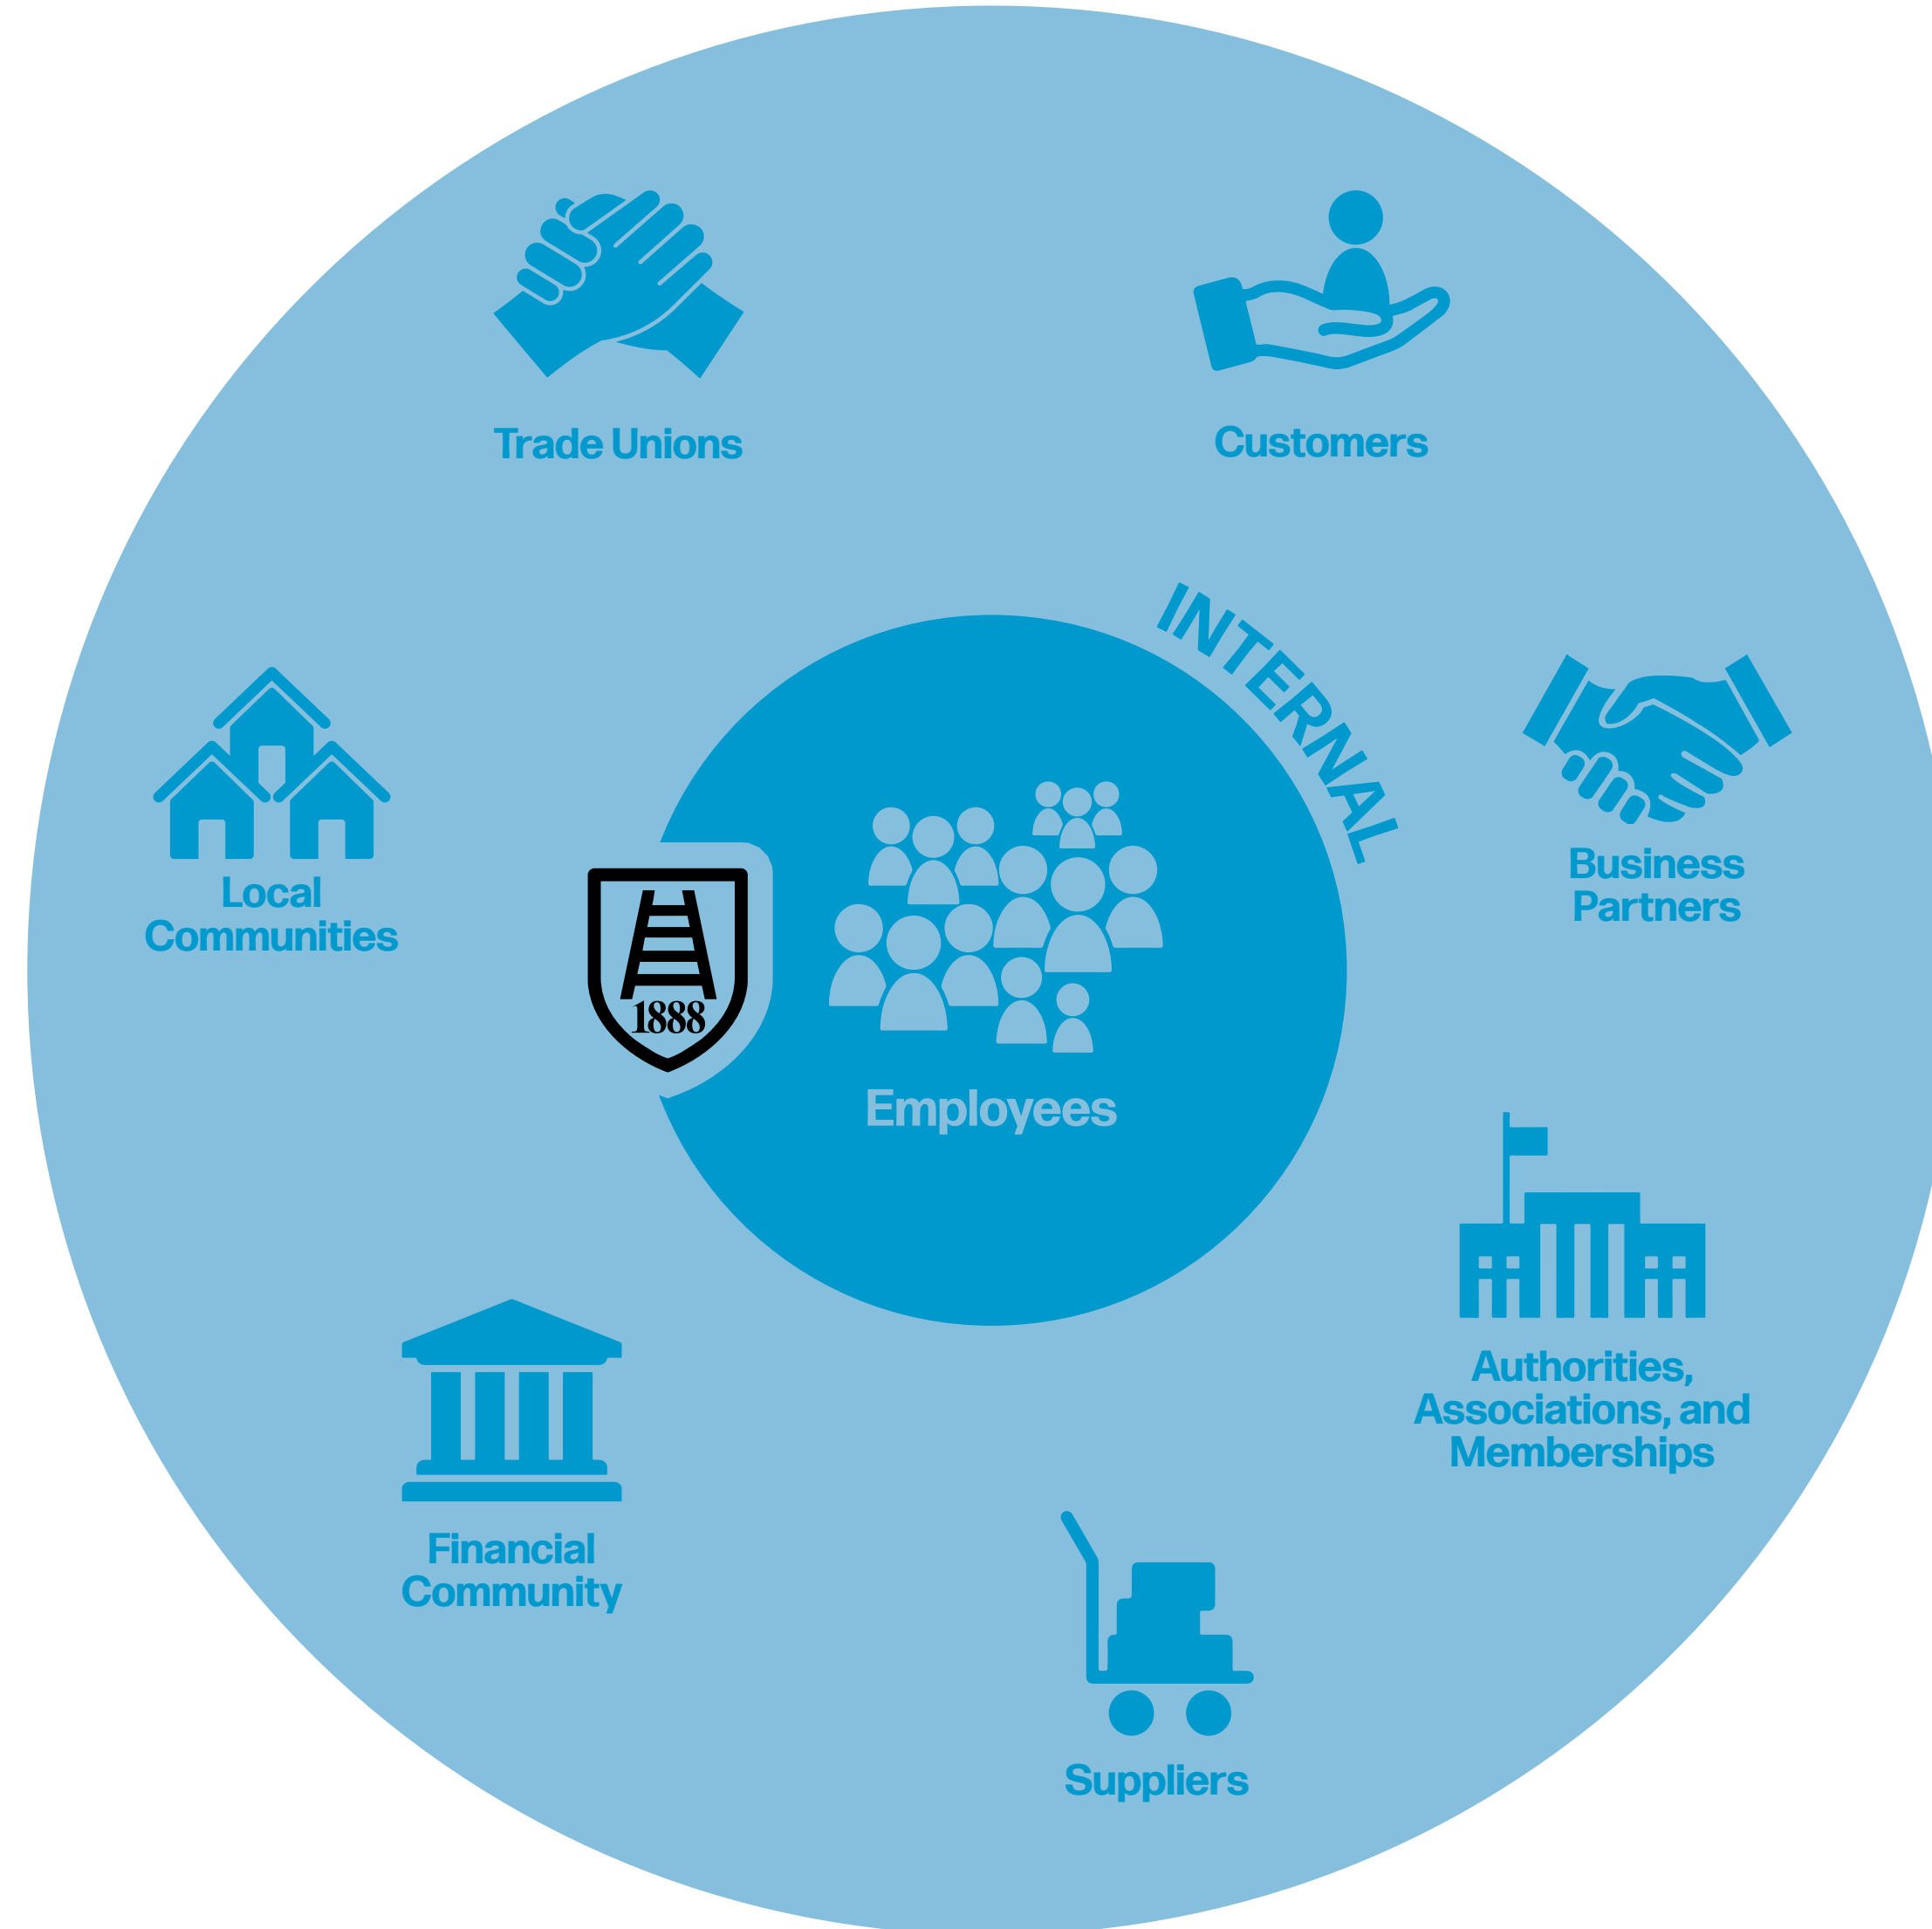 Trade Unions
Customers
INTERNAL
Local
Communities
Business
Partners
1888
Employees
Authorities,
Associations, and
Memberships
Financial
Community
Suppliers